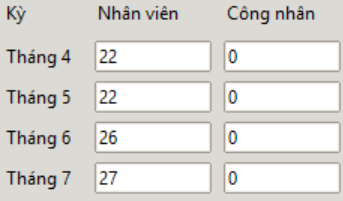 Kỳ Nhân viên Công nhân
Tháng 4 22 0
Tháng 5 22 0
Tháng 6 26 0
Tháng 7 27 0